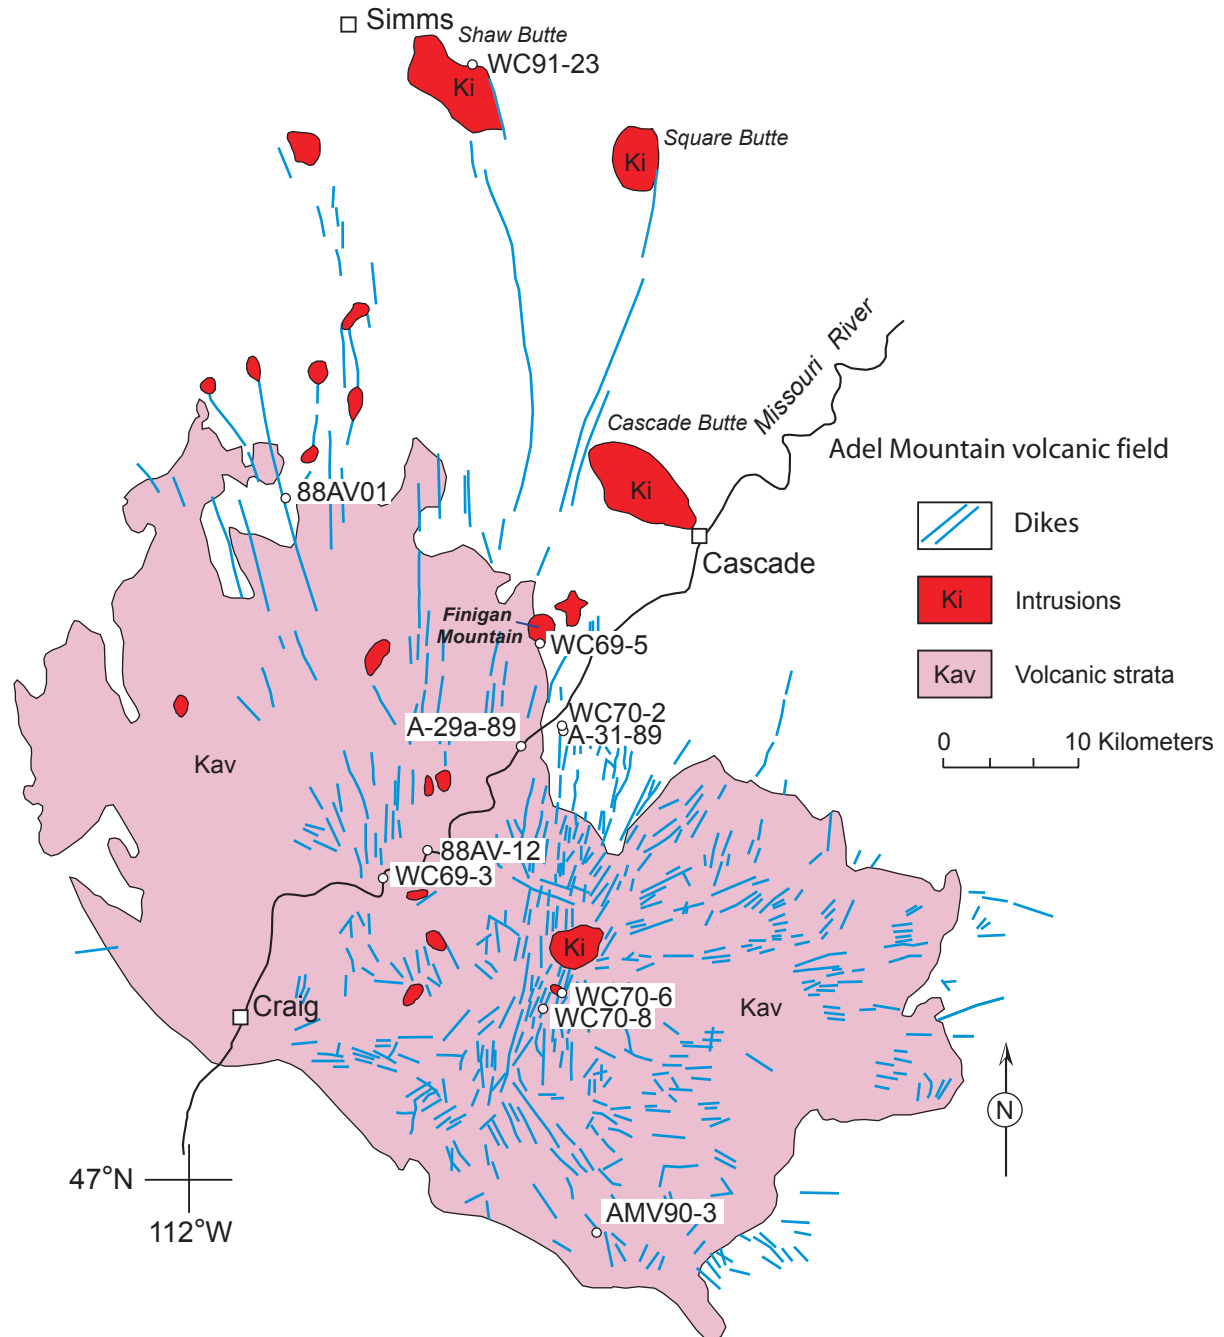 Simms
Shaw Butte
WC91-23
Ki
Square Butte
Ki
Missouri River
Cascade Butte
Adel Mountain volcanic field
Ki
88AV01
Dikes
Cascade
Ki
Intrusions
Finigan
Mountain
WC69-5
Kav
Volcanic strata
WC70-2
A-29a-89
A-31-89
0
10 Kilometers
Kav
88AV-12
WC69-3
Ki
WC70-6
Craig
Kav
WC70-8
N
47°N
AMV90-3
112°W